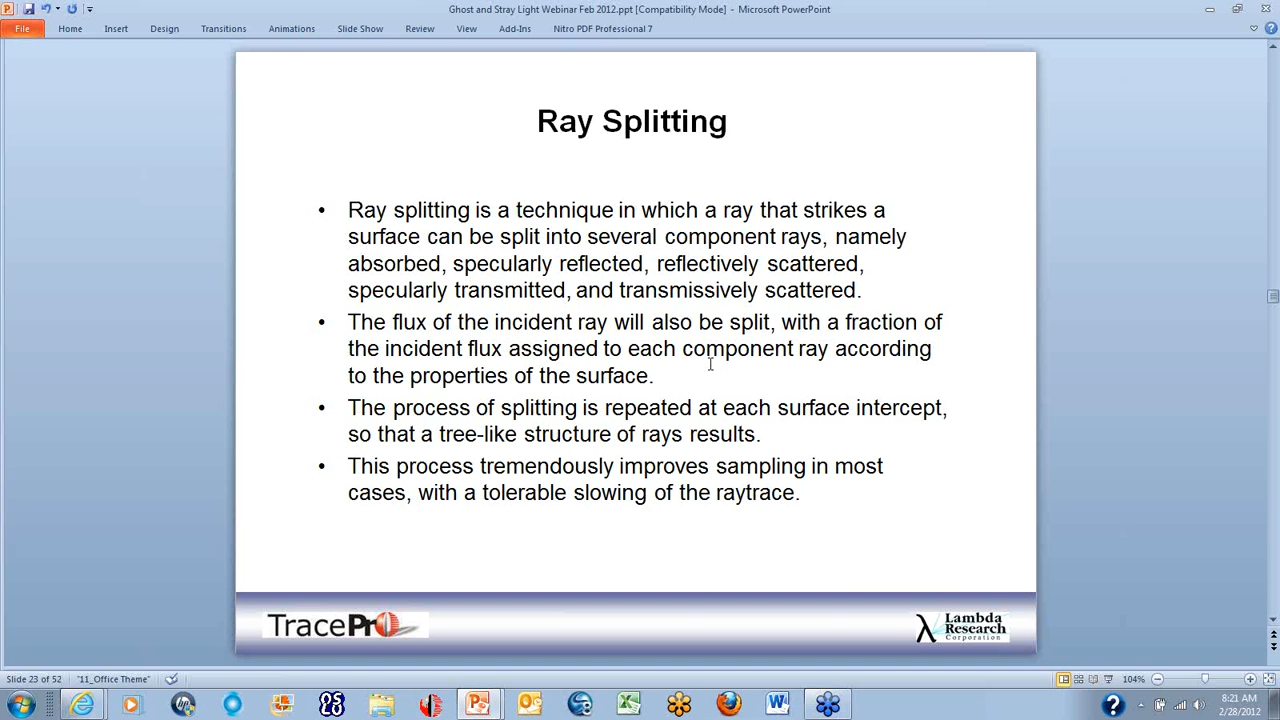 Ghost and Stray Light Webinar Feb 2012.ppt [Compatibility Mode] - Microsoft PowerPoint
File Home Insert Design Transitions Animations Slide Show Review View Add-Ins Nitro PDF Professional 7
Ray Splitting
• Ray splitting is a technique in which a ray that strikes a
surface can be split into several component rays, namely
absorbed, specularly reflected, reflectively scattered,
specularly transmitted, and transmissively scattered.
• The flux of the incident ray will also be split, with a fraction of
the incident flux assigned to each component ray according
to the properties of the surface.
• The process of splitting is repeated at each surface intercept,
so that a tree-like structure of rays results.
• This process tremendously improves sampling in most
cases, with a tolerable slowing of the raytrace.
TracePro
Lambda
Research
Corporation
Slide 23 of 52 "11_Office Theme" 104%
8:21 AM
2/28/2012